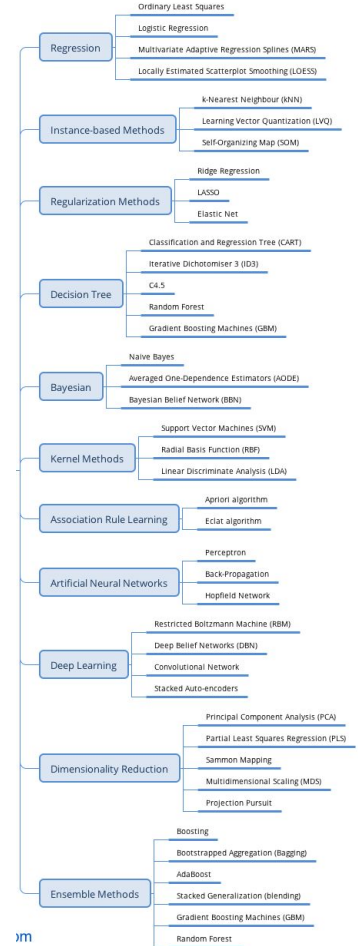 Ordinary Least Squares
Logistic Regression
Regression
Multivariate Adaptive Regression Splines (MARS)
Locally Estimated Scatterplot Smoothing (LOESS)
k-Nearest Neighbour (kNN)
Instance-based Methods
Learning Vector Quantization (LVQ)
Self-Organizing Map (SOM)
Ridge Regression
Regularization Methods
LASSO
Elastic Net
Classification and Regression Tree (CART)
Iterative Dichotomiser 3 (ID3)
Decision Tree
C4.5
Random Forest
Gradient Boosting Machines (GBM)
Naive Bayes
Bayesian
Averaged One-Dependence Estimators (AODE)
Bayesian Belief Network (BBN)
Support Vector Machines (SVM)
Kernel Methods
Radial Basis Function (RBF)
Linear Discriminate Analysis (LDA)
Apriori algorithm
Association Rule Learning
Eclat algorithm
Perceptron
Artificial Neural Networks
Back-Propagation
Hopfield Network
Restricted Boltzmann Machine (RBM)
Deep Belief Networks (DBN)
Deep Learning
Convolutional Network
Stacked Auto-encoders
Principal Component Analysis (PCA)
Partial Least Squares Regression (PLS)
Dimensionality Reduction
Sammon Mapping
Multidimensional Scaling (MDS)
Projection Pursuit
Boosting
Bootstrapped Aggregation (Bagging)
AdaBoost
Ensemble Methods
Stacked Generalization (blending)
Gradient Boosting Machines (GBM)
Random Forest
om